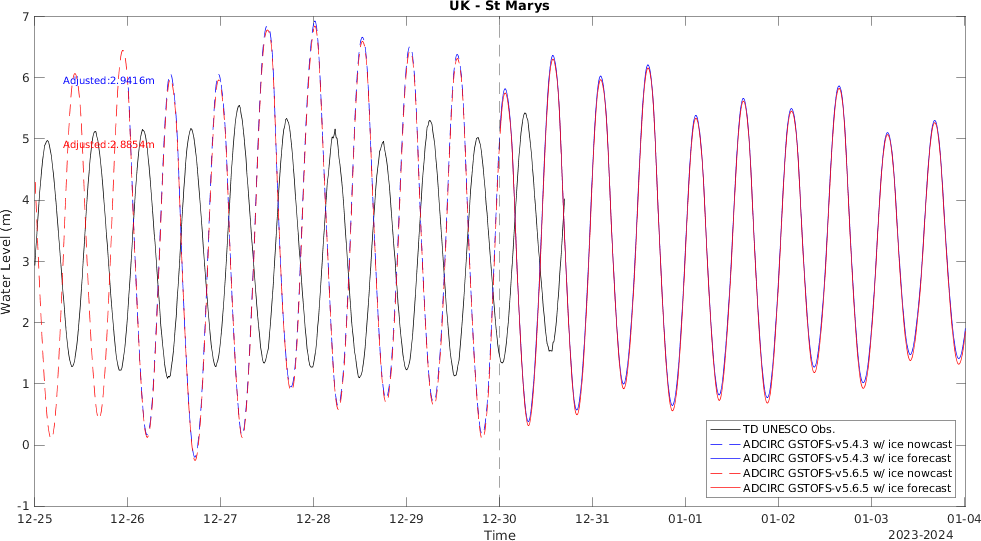 UK - St Marys
7
6
5
4
3
2
1
0
-1
Water Level (m)
Adjusted:2.9416m
Adjusted:2.8854m
TD UNESCO Obs.
ADCIRC GSTOFS-v5.4.3 w/ ice nowcast
ADCIRC GSTOFS-v5.4.3 w/ ice forecast
ADCIRC GSTOFS-v5.6.5 w/ ice nowcast
ADCIRC GSTOFS-v5.6.5 w/ ice forecast
12-25 12-26 12-27 12-28 12-29 12-30 12-31 01-01 01-02 01-03 01-04
Time
2023-2024